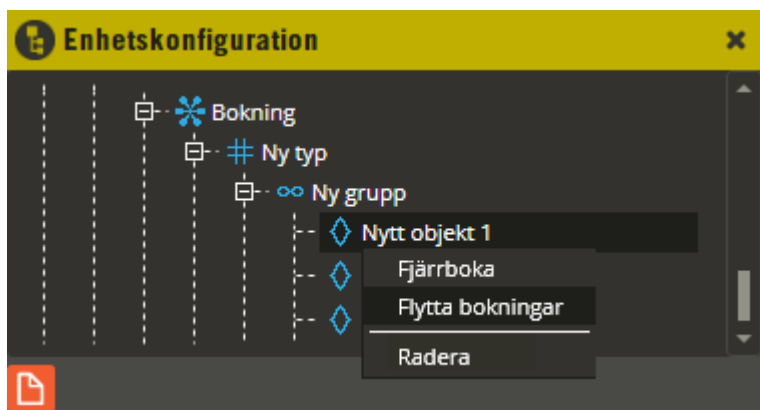 Enhetskonfiguration
Bokning
Ny typ
Ny grupp
Nytt objekt 1
Fjärrboka
Flytta bokningar
Radera